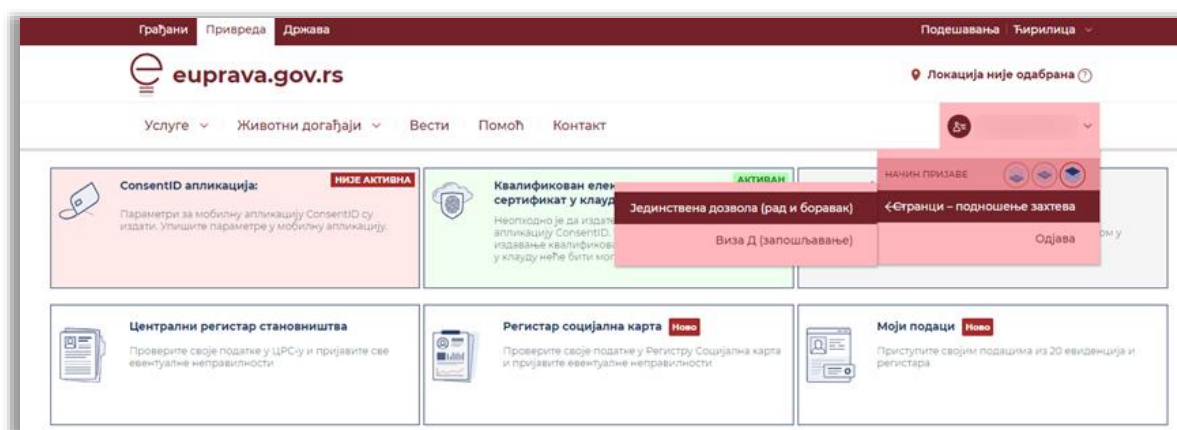 Грађани Привреда Држава
Подешавања Ћирилица
euprava.gov.rs
Локација није одабрана ?
Услуге Животни догађаји Вести Помоћ Контакт
НАЧИН ПРИЈАВЕ
Странци – подношење захтева
Одјава
Јединствена дозвола (рад и боравак)
Виза Д (запошљавање)
ConsentID апликација:
НИЈЕ АКТИВНА
Параметри за мобилну апликацију ConsentID су
издати. Упишите параметре у мобилну апликацију.
Квалификован елек
АКТИВАН
сертификат у клауд
Неопходно је да издате
апликацију ConsentID.
издавање квалификова
у клауду неће бити мог
ом у
Централни регистар становништва
Проверите своје податке у ЦРС-у и пријавите све
евентуалне неправилности
Регистар социјална карта Ново
Проверите своје податке у Регистру Социјална карта
и пријавите евентуалне неправилности
Моји подаци Ново
Приступите својим подацима из 20 евиденција и
регистара.